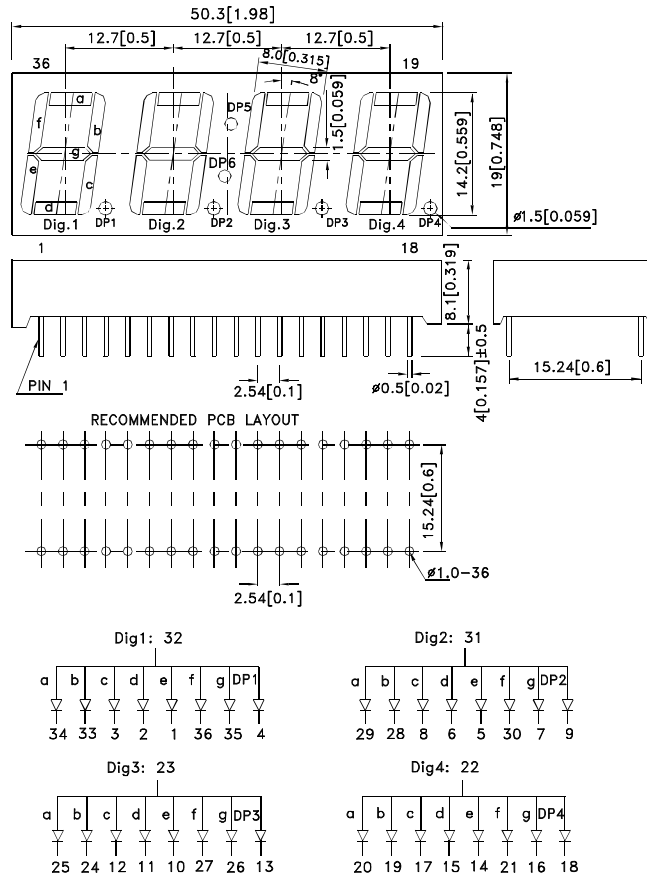 50.3[1.98]
12.7[0.5] 12.7[0.5] 12.7[0.5]
8.0[0.315]
8°
36 19
a
b
f
g
e
c
d
DP5
DP6
1.5[0.059]
14.2[0.559]
19[0.748]
Dig.1 DP1 Dig.2 DP2 Dig.3 DP3 Dig.4 DP4
ø1.5[0.059]
1 18
8.1[0.319]
4[0.157]±0.5
PIN 1
2.54[0.1]
ø0.5[0.02]
15.24[0.6]
RECOMMENDED PCB LAYOUT
15.24[0.6]
ø1.0-36
2.54[0.1]
Dig1: 32
a b c d e f g DP1
34 33 3 2 1 36 35 4
Dig2: 31
a b c d e f g DP2
29 28 8 6 5 30 7 9
Dig3: 23
a b c d e f g DP3
25 24 12 11 10 27 26 13
Dig4: 22
a b c d e f g DP4
20 19 17 15 14 21 16 18